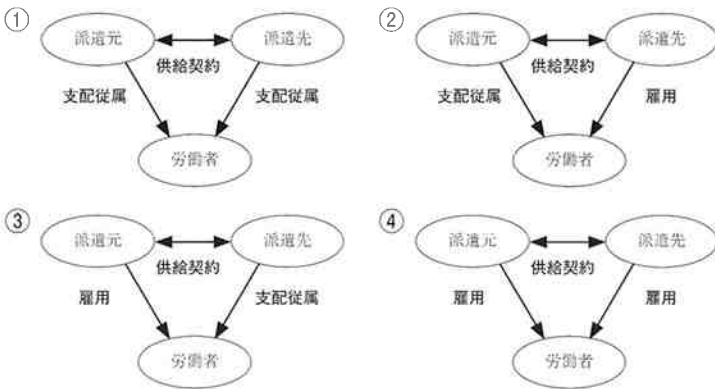 ①
派遣元
派遣先
供給契約
支配従属
支配従属
労働者
②
派遣元
派遣先
供給契約
支配従属
雇用
労働者
③
派遣元
派遣先
供給契約
雇用
支配従属
労働者
④
派遣元
派遣先
供給契約
雇用
雇用
労働者